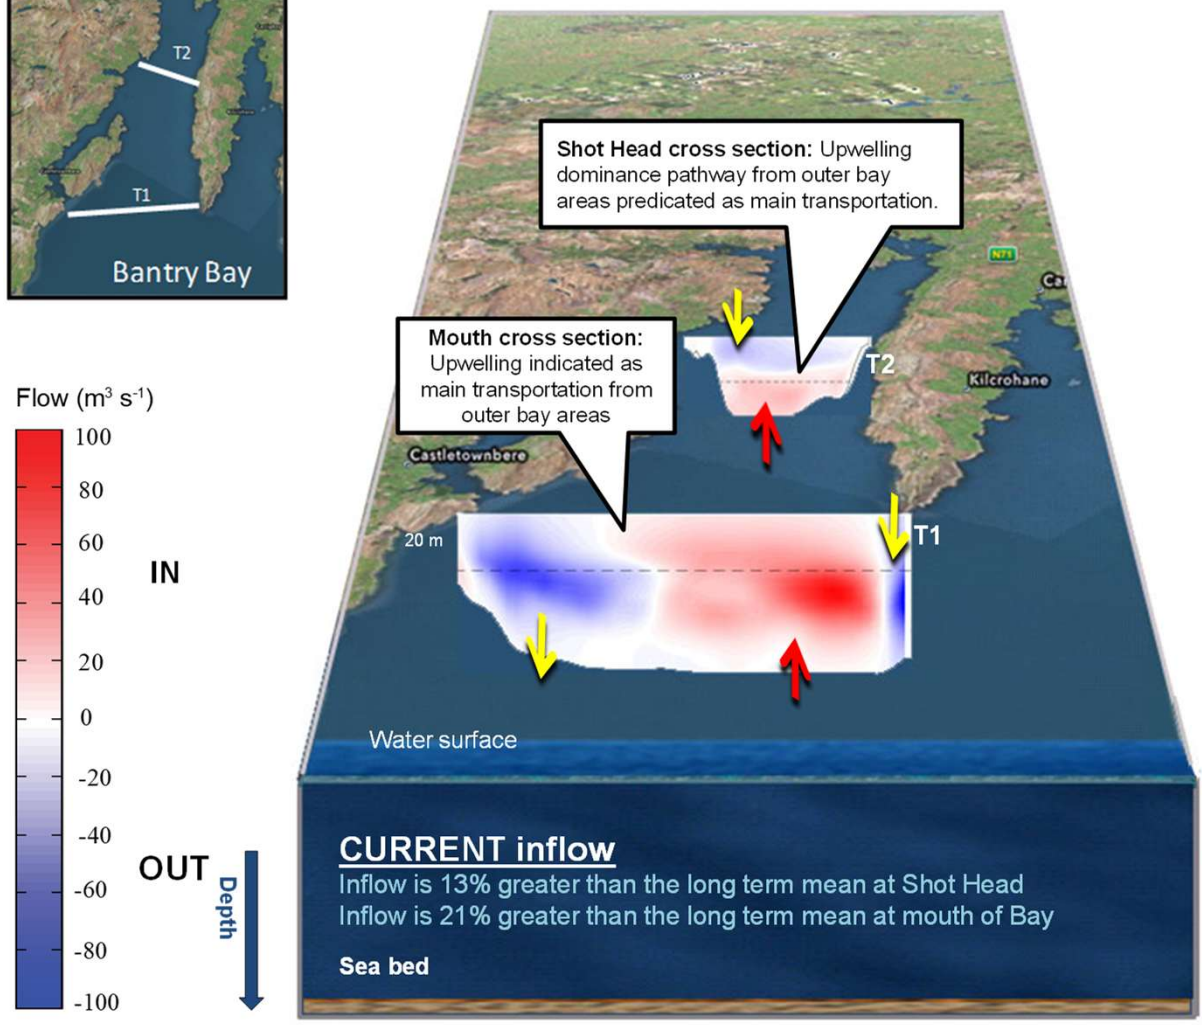 T2
T1
Bantry Bay
Shot Head cross section: Upwelling
dominance pathway from outer bay
areas predicated as main transportation.
N71
Ca
Mouth cross section:
Upwelling indicated as
main transportation from
outer bay areas
T2
Kilcrohane
Castletownbere
20 m
T1
Flow (m³ s⁻¹)
100
80
60
40
20
0
-20
-40
-60
-80
-100
IN
OUT
Depth
Water surface
CURRENT inflow
Inflow is 13% greater than the long term mean at Shot Head
Inflow is 21% greater than the long term mean at mouth of Bay
Sea bed